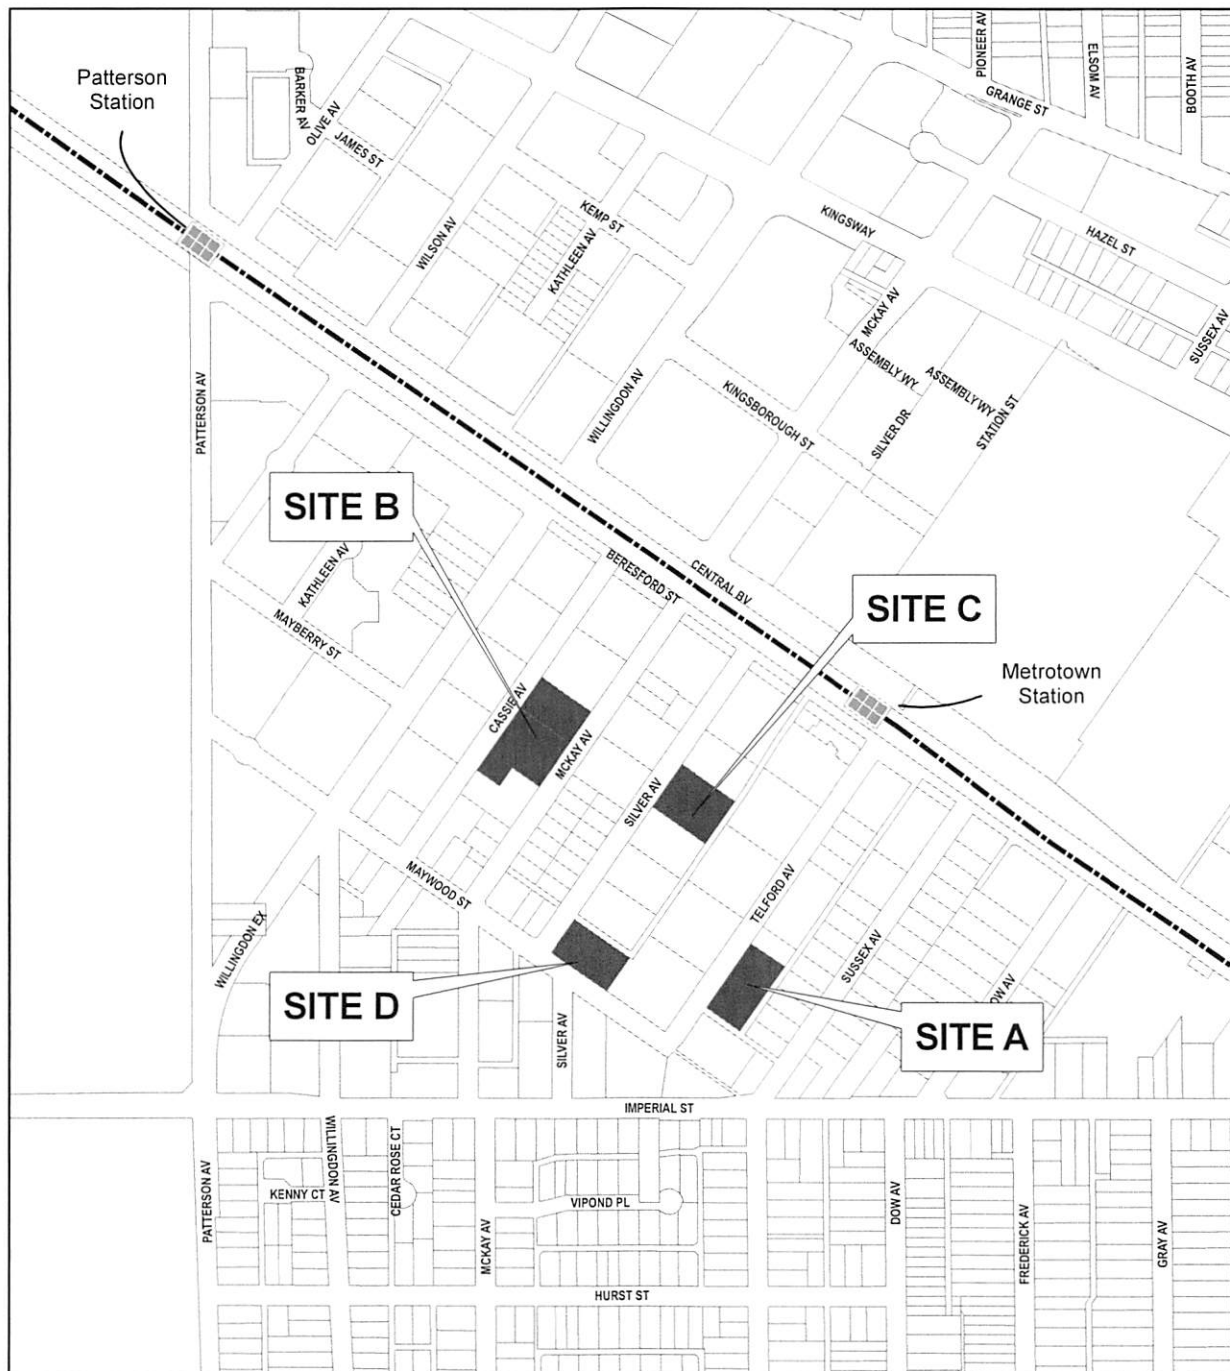 PIONEER AV
ELSOM AV
BOOTH AV
GRANGE ST
Patterson
Station
BARKER AV
OLIVE AV
JAMES ST
WILSON AV
KEMP ST
KATHLEEN AV
KINGSWAY
HAZEL ST
SUSSEX AV
MCKAY AV
ASSEMBLY WY
ASSEMBLY WY
SILVER DR
STATION ST
PATTERSON AV
WILLINGDON AV
KINGSBOROUGH ST
SITE B
KATHLEEN AV
MAYBERRY ST
BERESFORD ST
CENTRAL BV
SITE C
Metrotown
Station
CASSIE AV
MCKAY AV
SILVER AV
MAYWOOD ST
TELFORD AV
SUSSEX AV
WILLINGDON EX
SITE D
SILVER AV
OW AV
SITE A
IMPERIAL ST
PATTERSON AV
KENNY CT
WILLINGDON AV
CEDAR ROSE CT
MCKAY AV
VIPOND PL
DOW AV
FREDERICK AV
GRAY AV
HURST ST